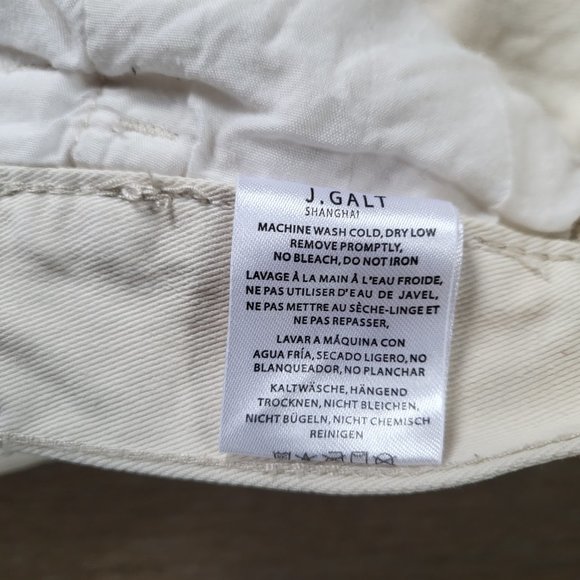 J.GALT
SHANGHAI
MACHINE WASH COLD, DRY LOW
REMOVE PROMPTLY,
NO BLEACH, DO NOT IRON
LAVAGE À LA MAIN À L'EAU FROIDE,
NE PAS UTILISER D'EAU DE JAVEL,
NE PAS METTRE AU SÈCHE-LINGE ET
NE PAS REPASSER,
LAVAR A MÁQUINA CON
AGUA FRÍA, SECADO LIGERO, NO
BLANQUEADOR, NO PLANCHAR
KALTWÄSCHE, HÄNGEND
TROCKNEN, NICHT BLEICHEN,
NICHT BÜGELN, NICHT CHEMISCH
REINIGEN